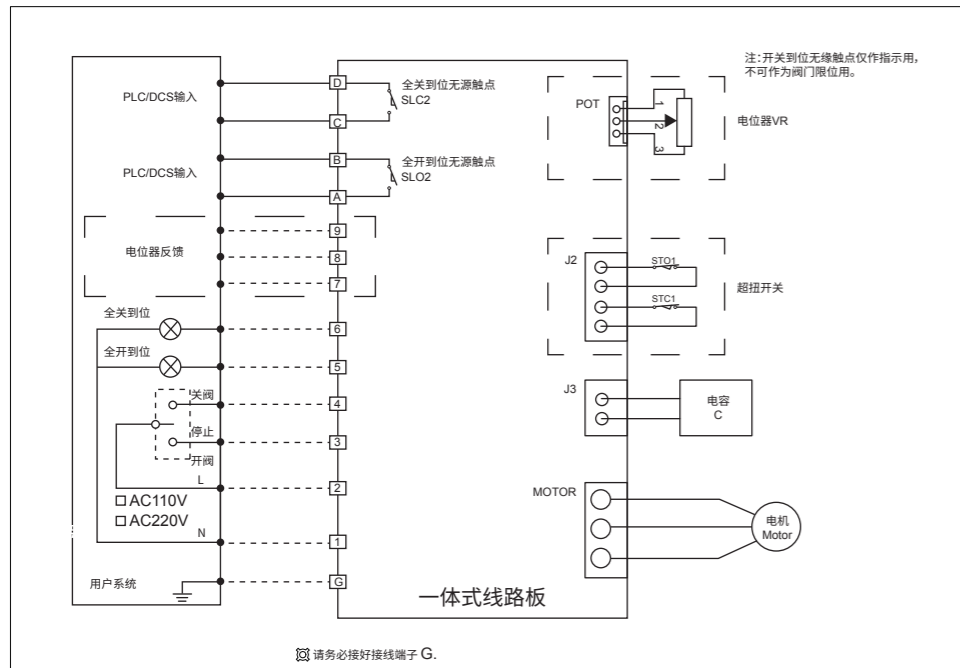 注：开关到位无缘触点仅作指示用，
不可作为阀门限位用。
PLC/DCS输入
D
全关到位无源触点
SLC2
C
POT
1
2
3
电位器VR
PLC/DCS输入
B
全开到位无源触点
SLO2
A
电位器反馈
9
8
7
J2
STO1
STC1
超扭开关
全关到位
6
全开到位
5
关阀
4
停止
3
开阀
J3
电容
C
L
2
AC110V
AC220V
N
1
MOTOR
电机
Motor
用户系统
G
一体式线路板
请务必接好接线端子 G.